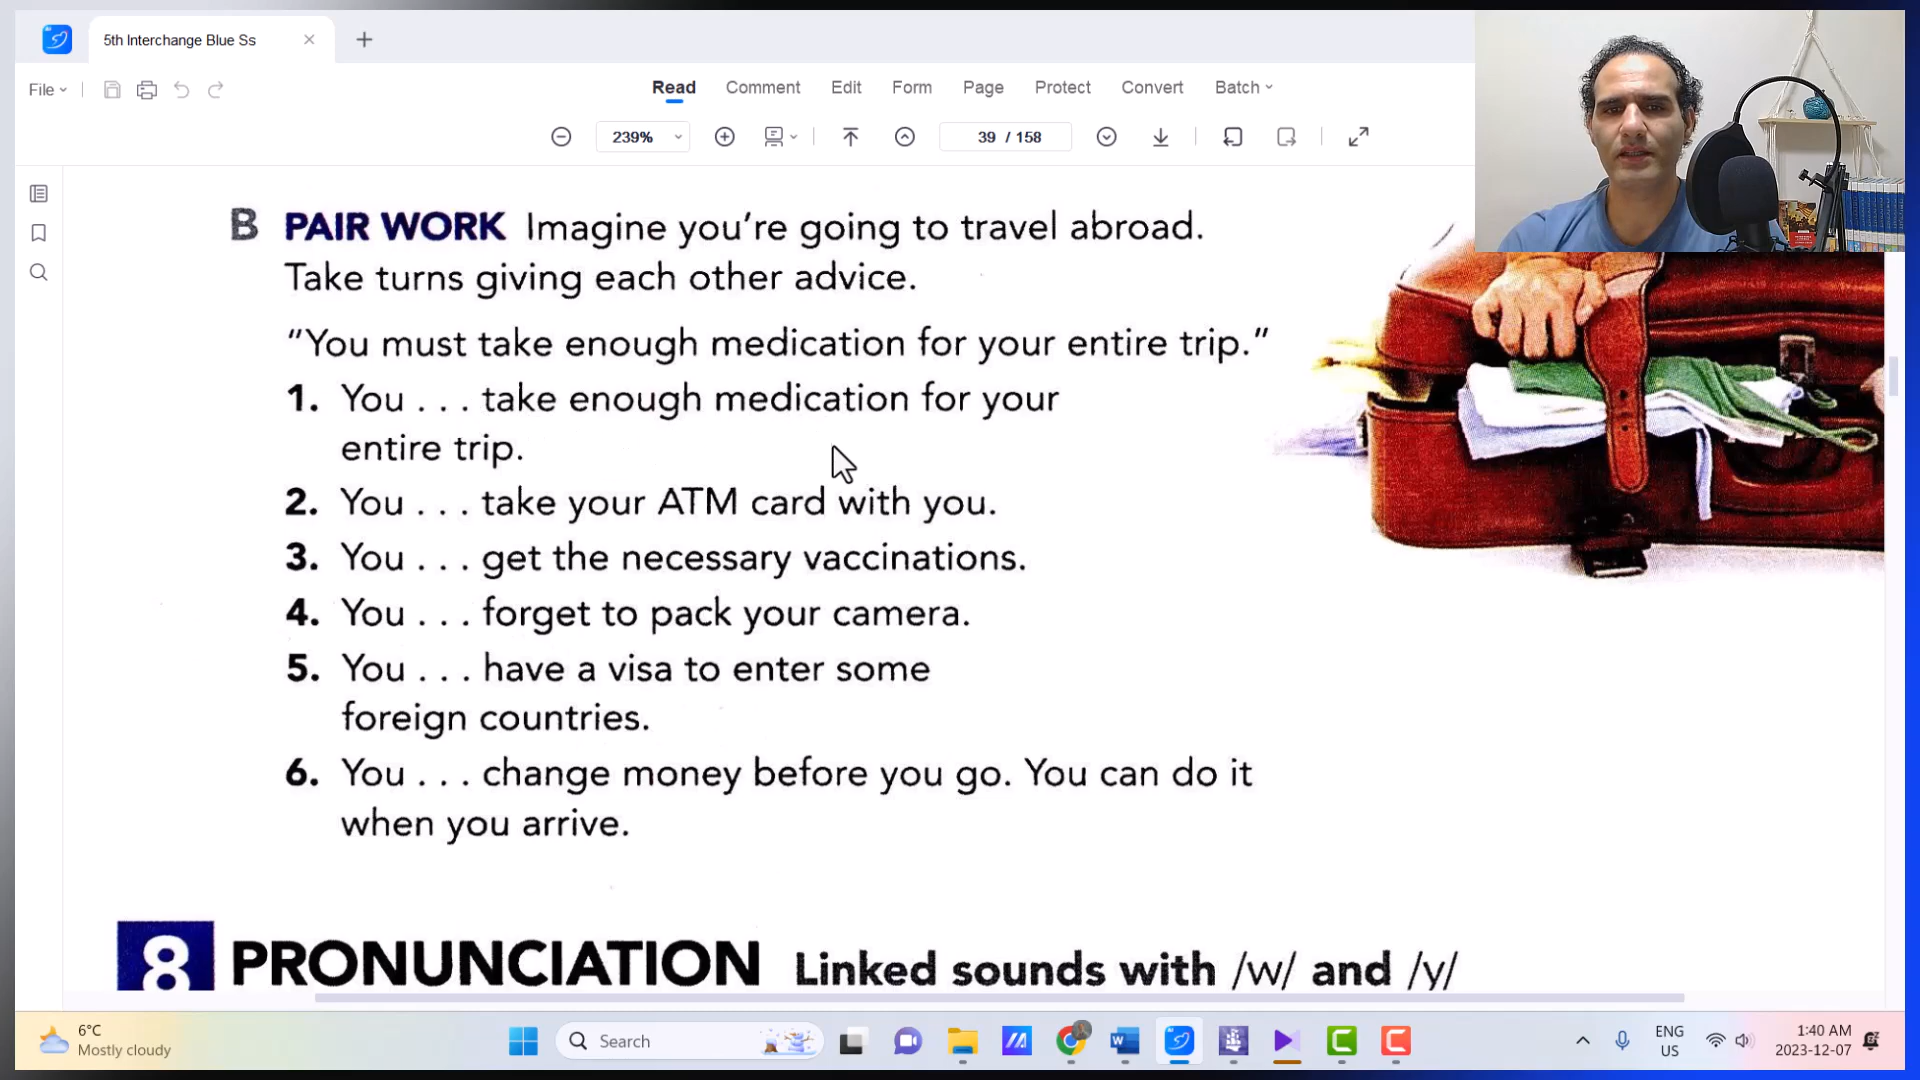 5th Interchange Blue Ss
File
Read Comment Edit Form Page Protect Convert Batch
239%
39 / 158
B PAIR WORK Imagine you're going to travel abroad.
Take turns giving each other advice.
"You must take enough medication for your entire trip."
1. You . . . take enough medication for your
entire trip.
2. You . . . take your ATM card with you.
3. You . . . get the necessary vaccinations.
4. You . . . forget to pack your camera.
5. You . . . have a visa to enter some
foreign countries.
6. You . . . change money before you go. You can do it
when you arrive.
8 PRONUNCIATION Linked sounds with /w/ and /y/
6°C
Mostly cloudy
Search
ENG
US
1:40 AM
2023-12-07